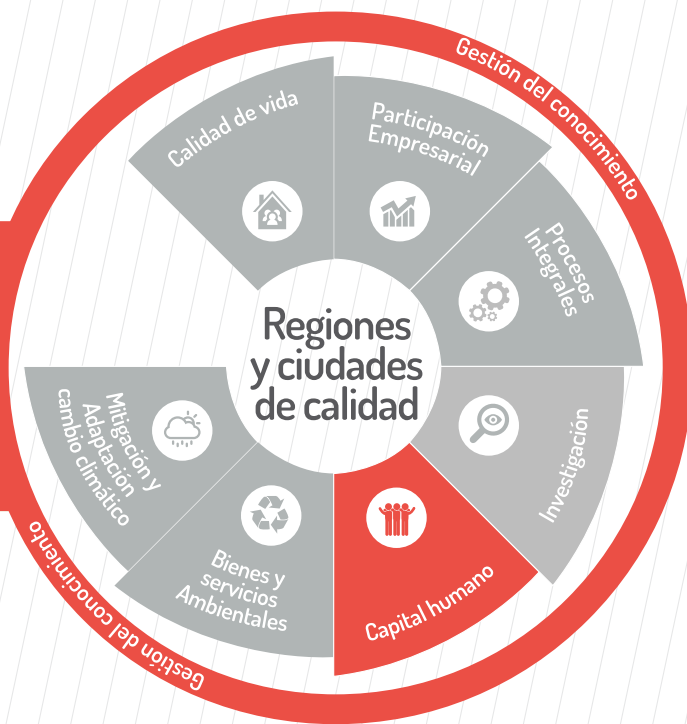 Gestión del conocimiento
Calidad de vida
Participación
Empresarial
Procesos
Integrales
Regiones
y ciudades
de calidad
Investigación
Capital humano
Bienes y
servicios
Ambientales
Mitigación y
Adaptación
cambio climático
Gestión del conocimiento